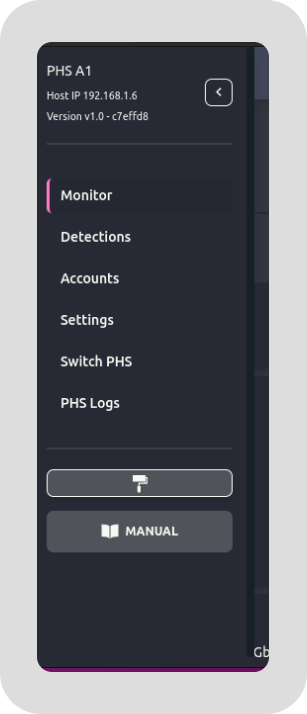 PHS A1
Host IP 192.168.1.6
Version v1.0 - c7effd8
Monitor
Detections
Accounts
Settings
Switch PHS
PHS Logs
MANUAL
Gb